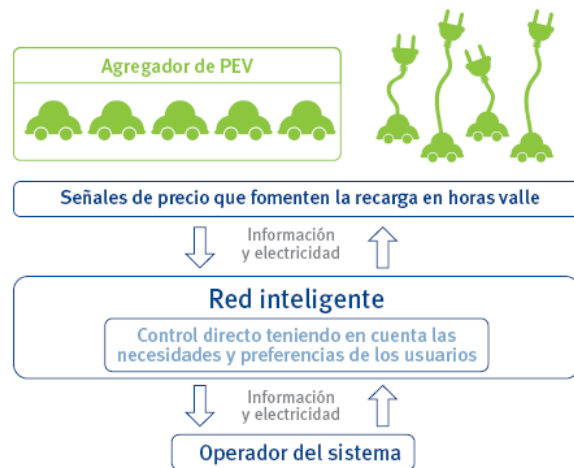 Agregador de PEV
Señales de precio que fomenten la recarga en horas valle
Información
y electricidad
Red inteligente
Control directo teniendo en cuenta las
necesidades y preferencias de los usuarios
Información
y electricidad
Operador del sistema